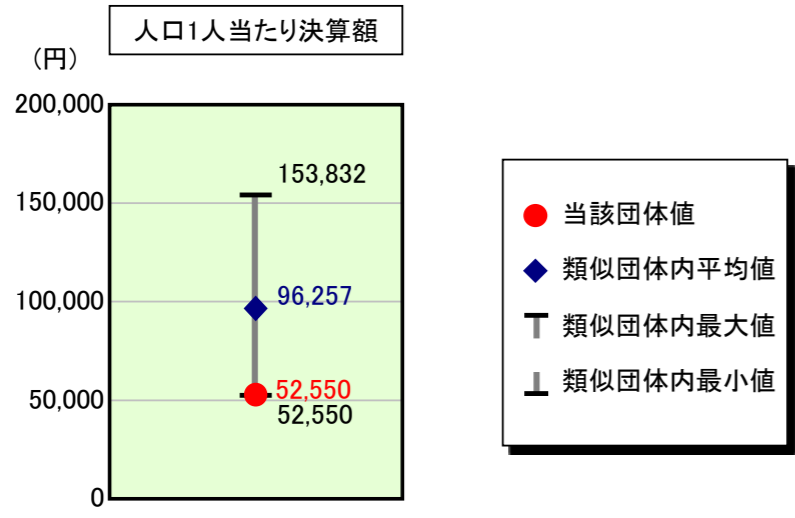 人口1人当たり決算額
(円)
200,000
150,000
100,000
50,000
0
153,832
96,257
52,550
52,550
当該団体値
類似団体内平均値
類似団体内最大値
類似団体内最小値